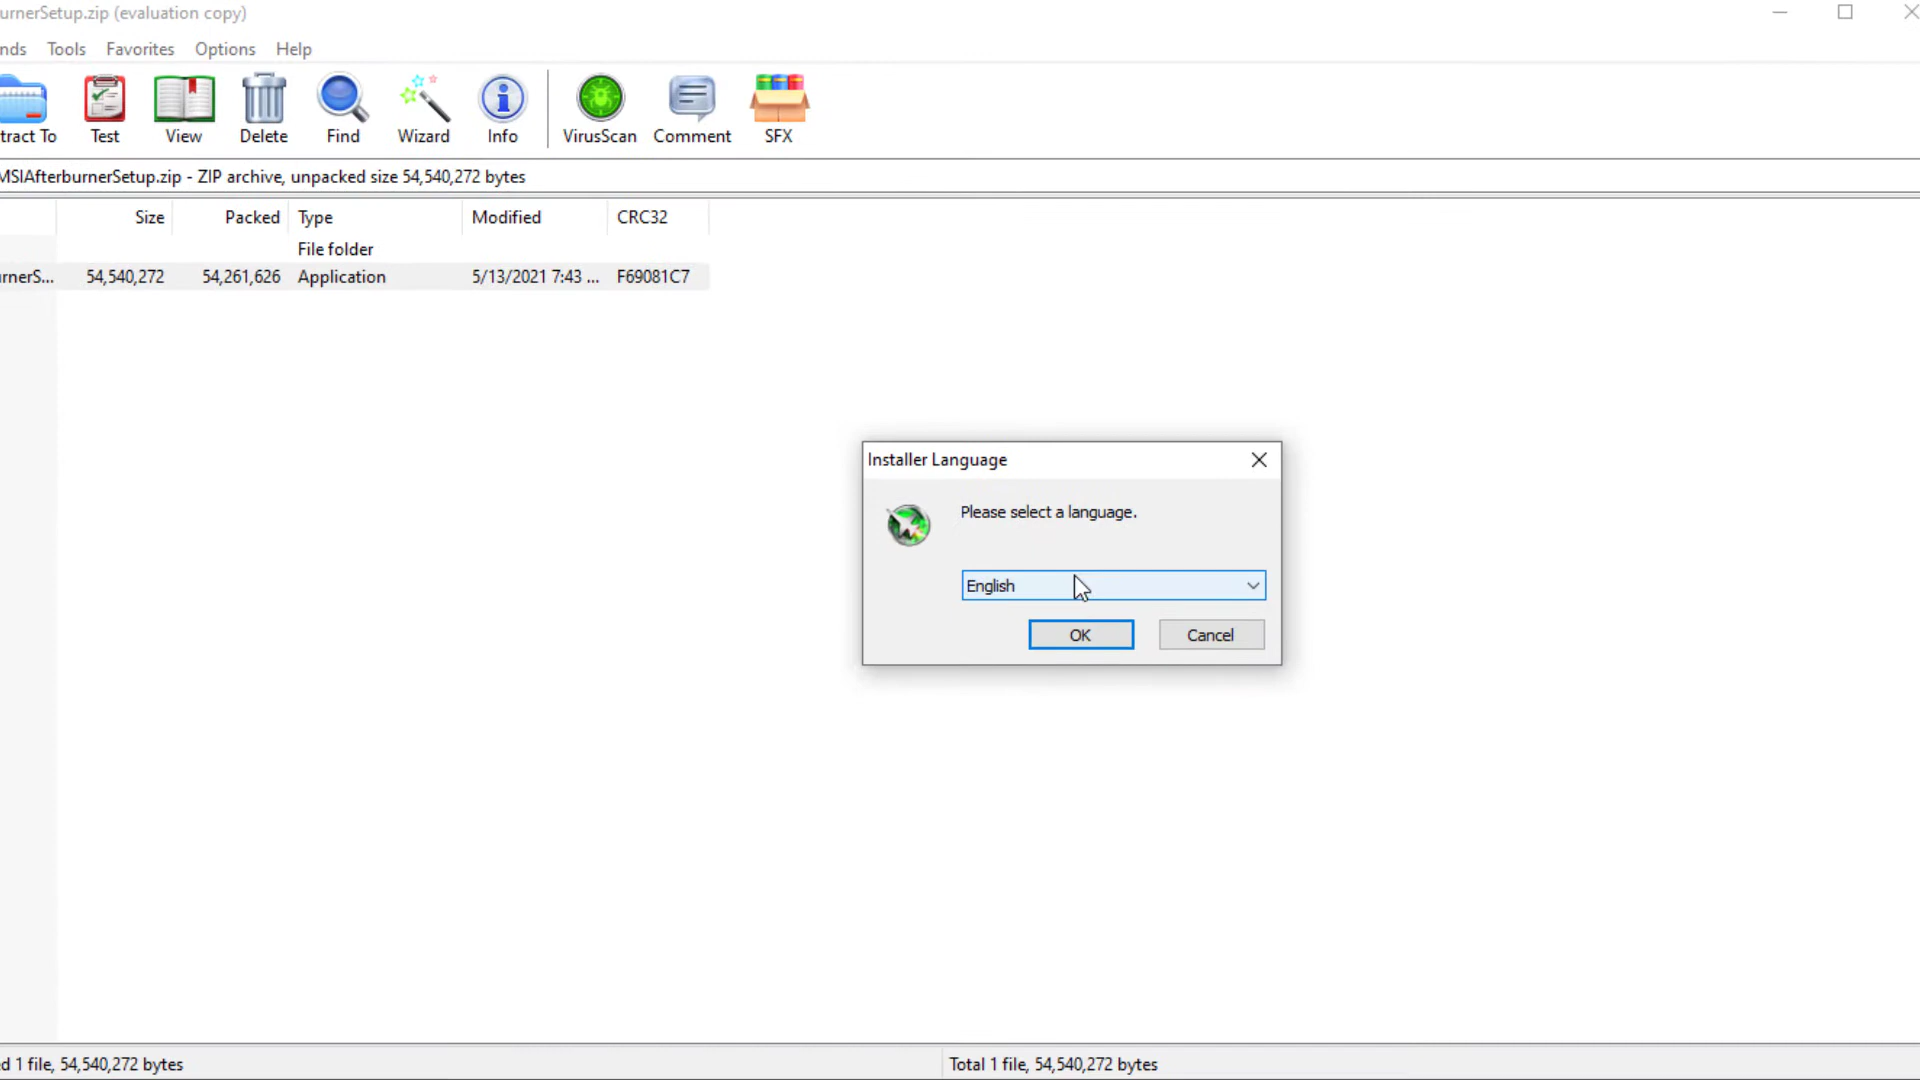 urnerSetup.zip (evaluation copy)
nds Tools Favorites Options Help
tract To Test View Delete Find Wizard Info VirusScan Comment SFX
MSIAfterburnerSetup.zip - ZIP archive, unpacked size 54,540,272 bytes
Size Packed Type Modified CRC32
File folder
urnerS... 54,540,272 54,261,626 Application 5/13/2021 7:43 ... F69081C7
Installer Language
Please select a language.
English
OK Cancel
d 1 file, 54,540,272 bytes Total 1 file, 54,540,272 bytes